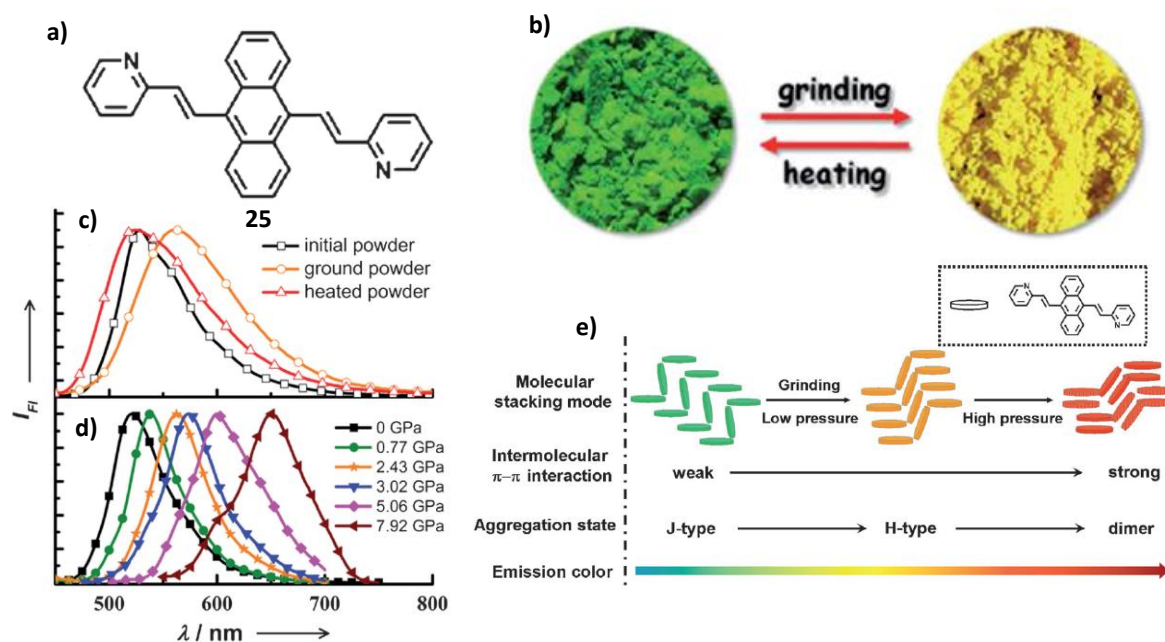 a)
N
N
25
b)
grinding
heating
c)
initial powder
ground powder
heated powder
I_FI
d)
0 GPa
0.77 GPa
2.43 GPa
3.02 GPa
5.06 GPa
7.92 GPa
500 600 700 800
λ / nm
e)
N
N
Molecular
stacking mode
Grinding
Low pressure
High pressure
Intermolecular
π–π interaction
weak
strong
Aggregation state
J-type
H-type
dimer
Emission color